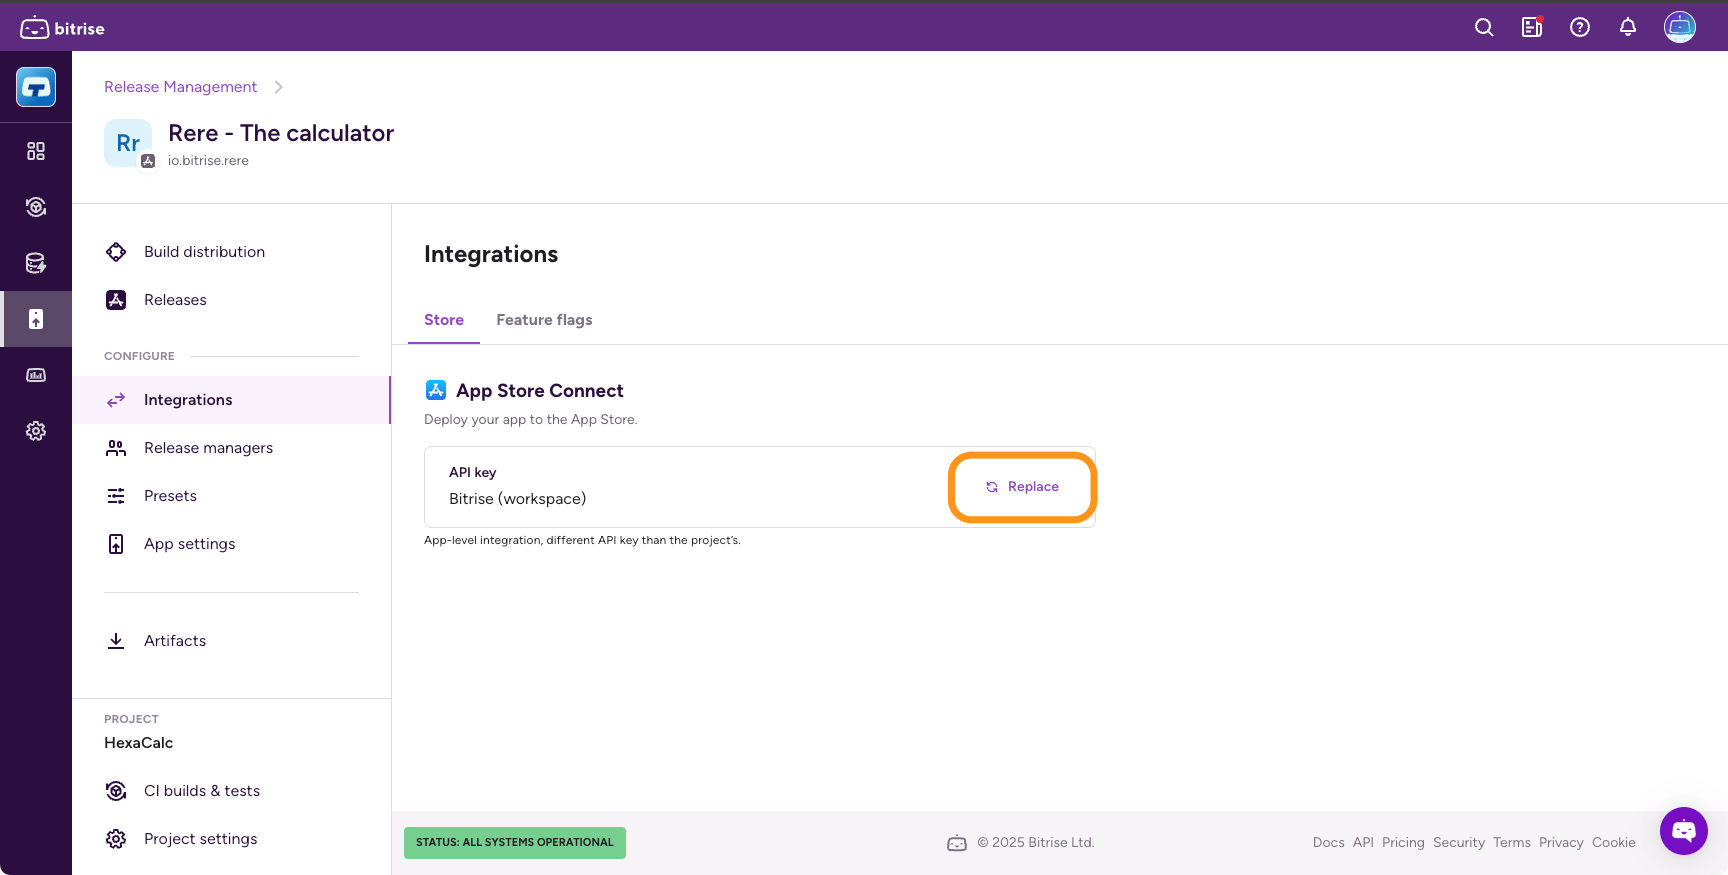 bitrise
Release Management
Rr
Rere - The calculator
io.bitrise.rere
Build distribution
Releases
CONFIGURE
Integrations
Release managers
Presets
App settings
Artifacts
PROJECT
HexaCalc
CI builds & tests
Project settings
Integrations
Store Feature flags
App Store Connect
Deploy your app to the App Store.
API key
Bitrise (workspace)
Replace
App-level integration, different API key than the project's.
STATUS: ALL SYSTEMS OPERATIONAL
© 2025 Bitrise Ltd.
Docs API Pricing Security Terms Privacy Cookie